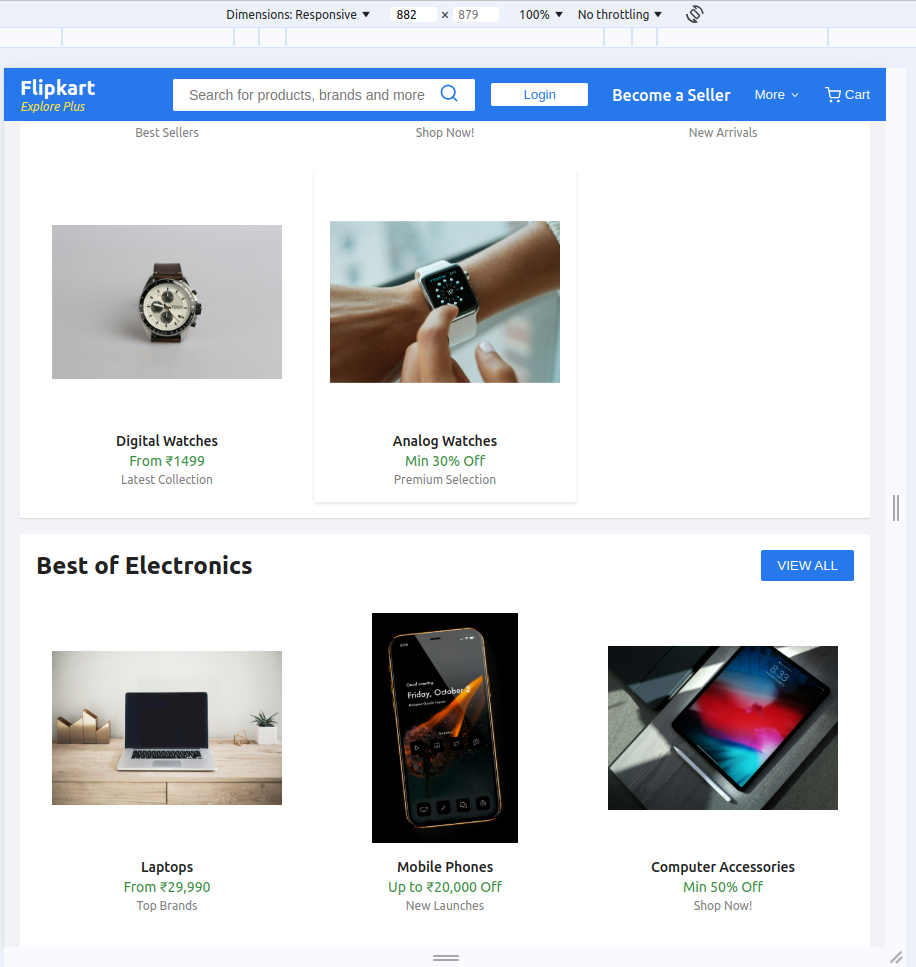 Dimensions: Responsive 882 × 879 100% No throttling
Flipkart
Explore Plus
Search for products, brands and more
Login
Become a Seller
More
Cart
Best Sellers
Shop Now!
New Arrivals
Digital Watches
From ₹1499
Latest Collection
Analog Watches
Min 30% Off
Premium Selection
Best of Electronics
VIEW ALL
Friday, October 2
8:33
Laptops
From ₹29,990
Top Brands
Mobile Phones
Up to ₹20,000 Off
New Launches
Computer Accessories
Min 50% Off
Shop Now!